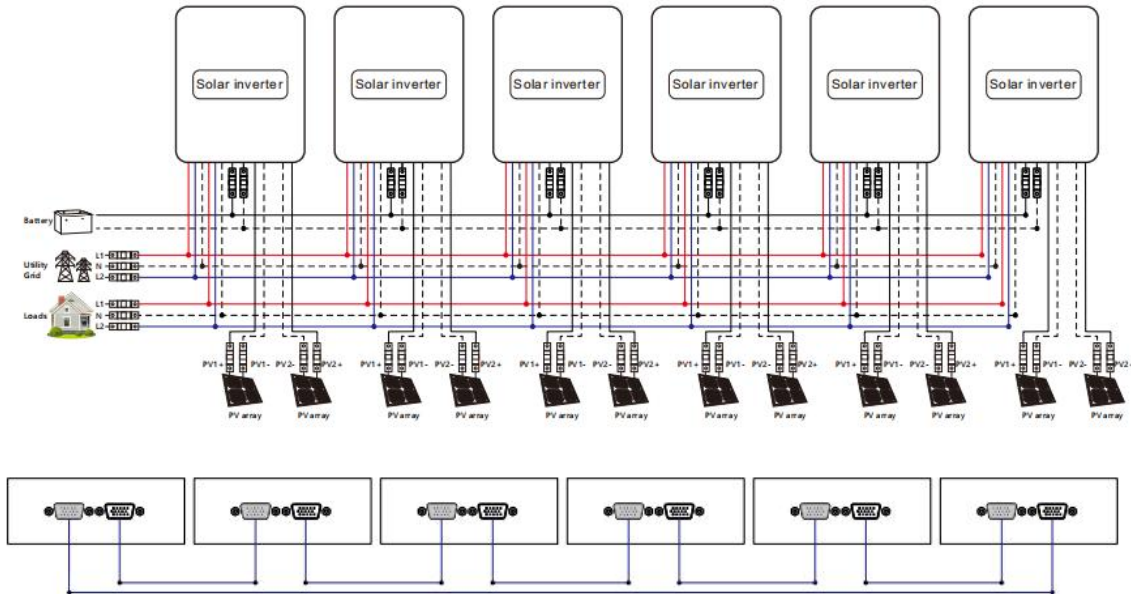 Solar inverter Solar inverter Solar inverter Solar inverter Solar inverter Solar inverter
Battery
Utility Grid
L1
N
L2
Loads
L1
N
L2
PV1+ PV1- PV2- PV2+ PV1+ PV1- PV2- PV2+ PV1+ PV1- PV2- PV2+ PV1+ PV1- PV2- PV2+ PV1+ PV1- PV2- PV2+ PV1+ PV1- PV2- PV2+
PV array PV array PV array PV array PV array PV array PV array PV array PV array PV array PV array PV array